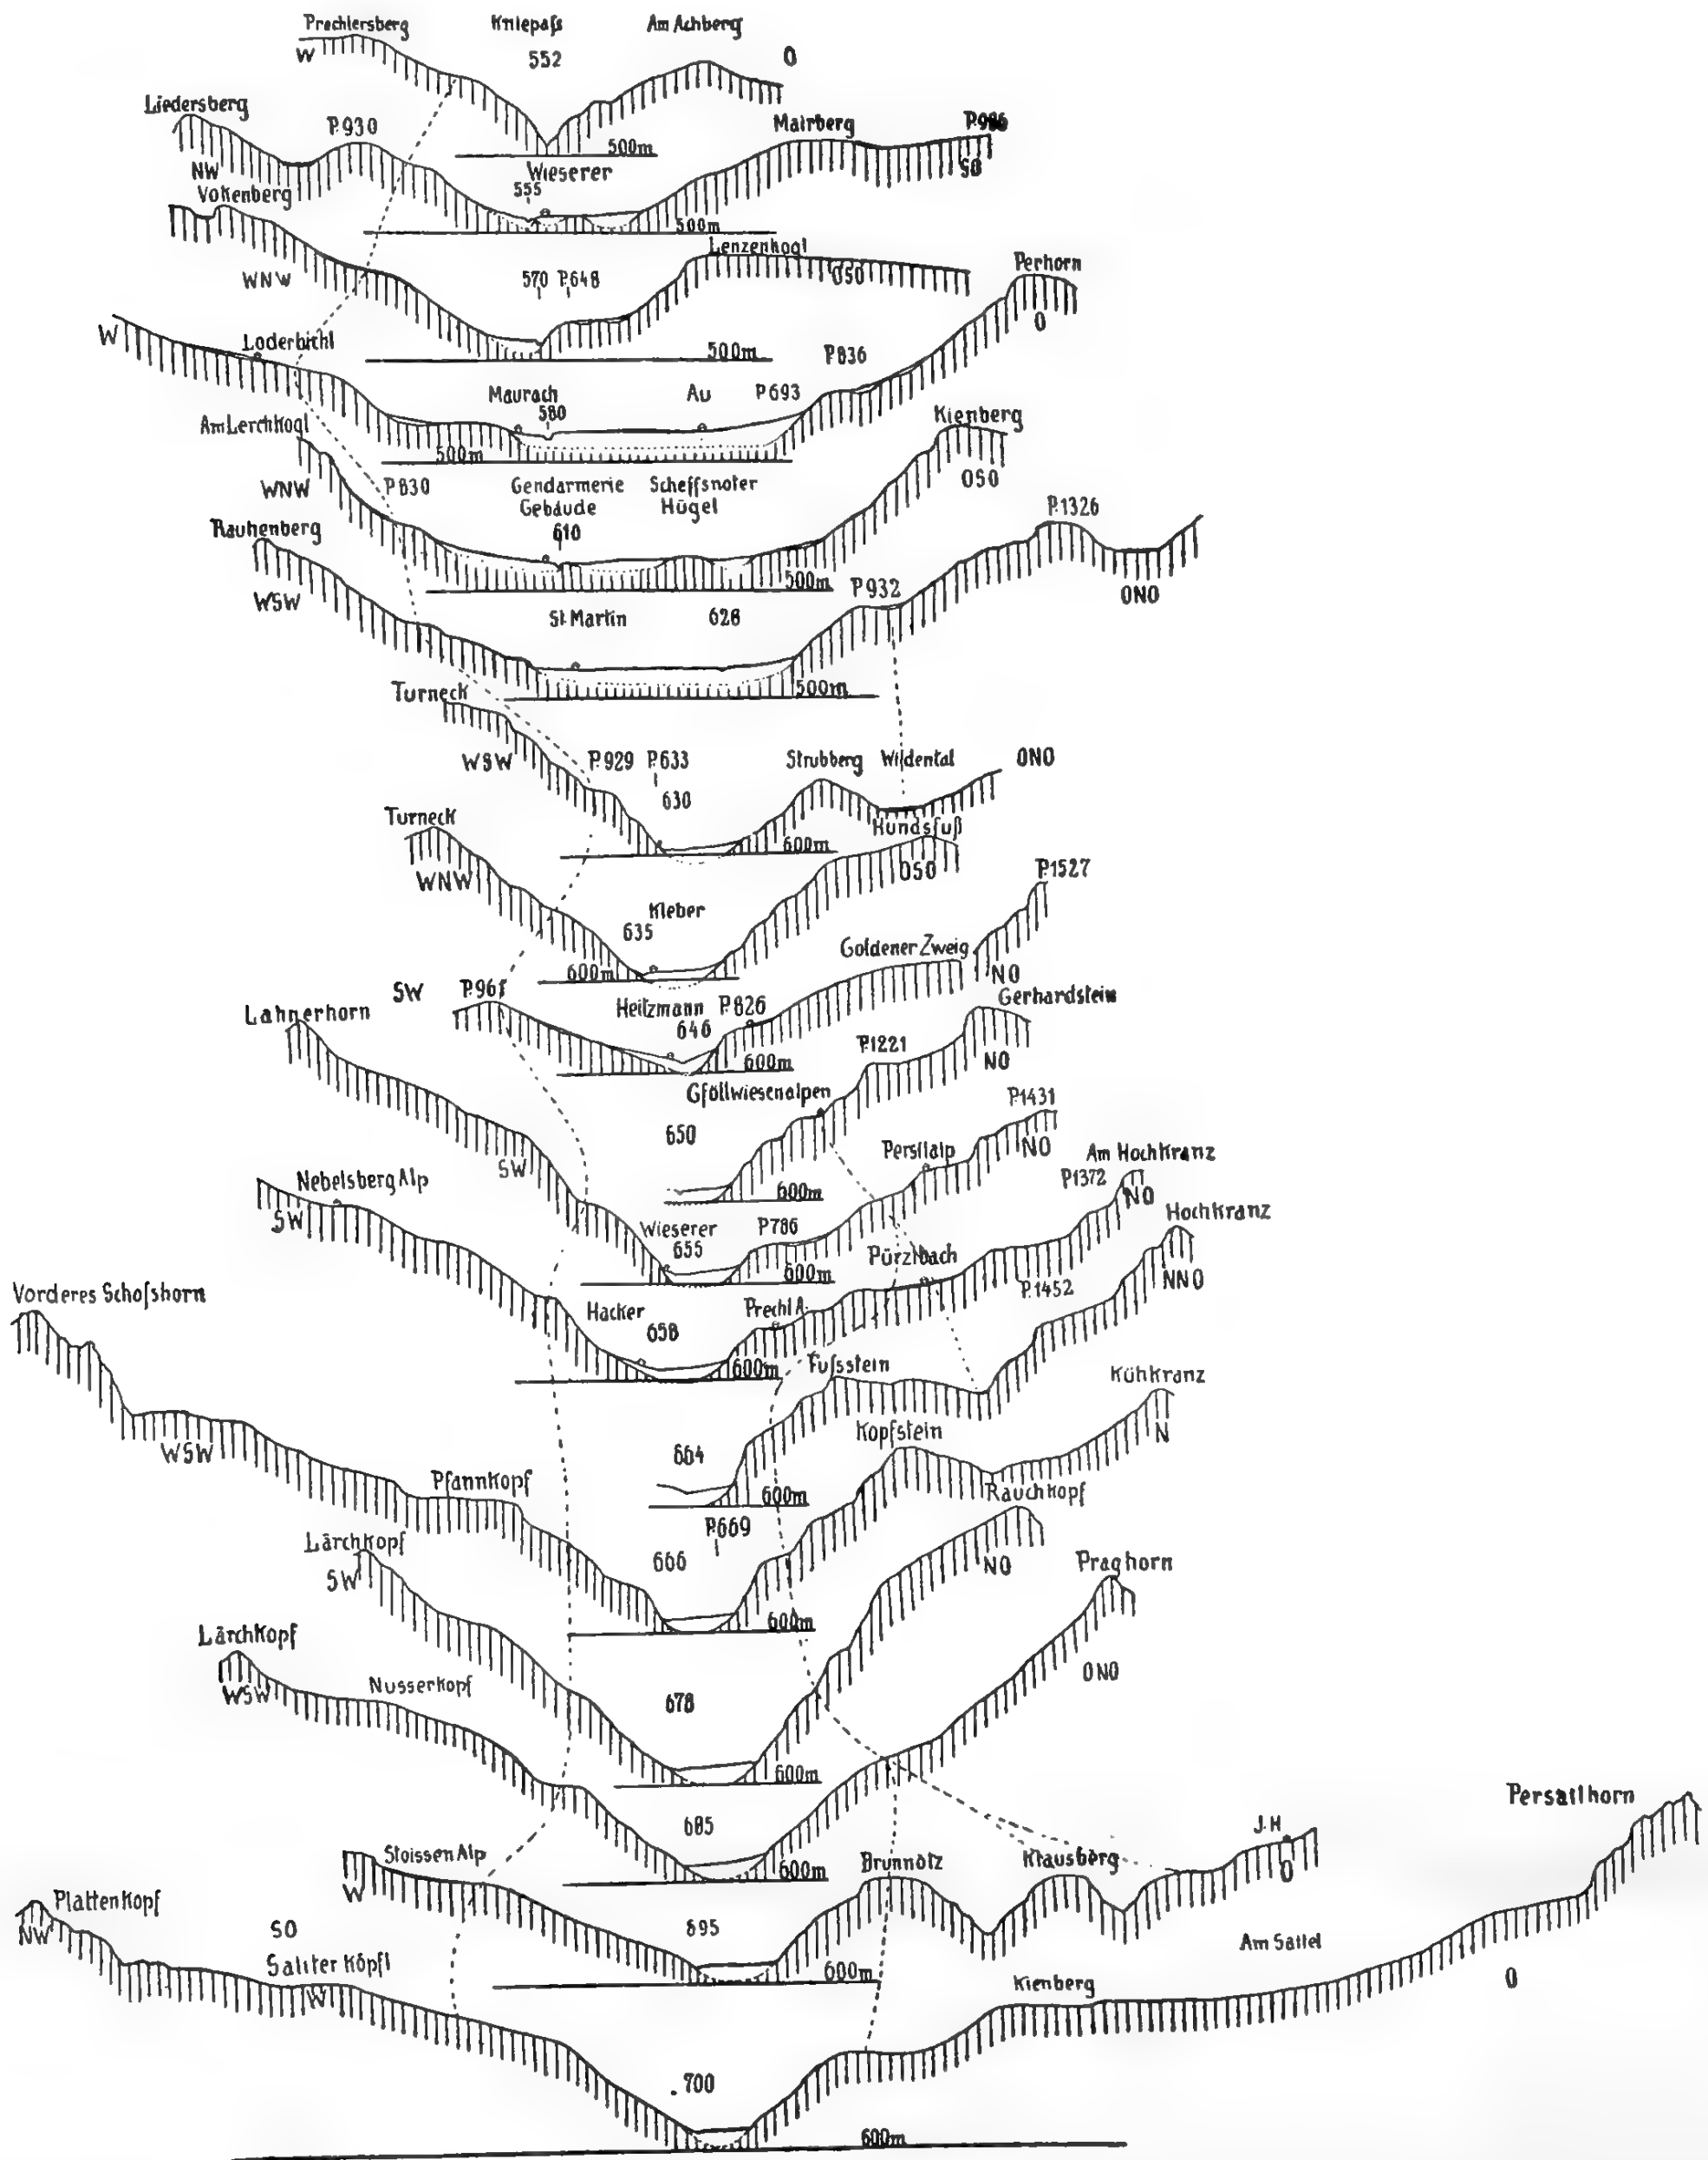 Prechlersberg Kniepaß Am Achberg
W 552 O
Liedersberg P.930 Mairberg
500m
NW Wieserer SO
555
Vokenberg
500m
Lenzenkogl
WNW 570 P.648 OSO Perhorn
W Loderbichl 500m P.836 O
Maurach Au P.693
580
Am Lerchkogl Kienberg
500m
WNW P.830 Gendarmerie Scheffsnoter OSO
Gebäude Hügel P.1326
Rauhenberg 610
500m P.932
WSW St. Martin 628 ONO
Turneck 500m
WSW P.929 P.633 Strubberg Wildental ONO
630
Turneck 600m Hundsfuß
WNW OSO P.1527
Kleber
635
Goldener Zweig
600m NO
SW P.961 Heitzmann P.826 Gerhardstein
Lahnerhorn 646
P.1221
600m NO
Gföllwiesenalpen P.1431
650
SW Persilalp NO Am Hochkranz
Nebelsberg Alp P.1372
600m NO
SW Wieserer P.786 Hochkranz
655
Pürzlbach
600m NNO
Vorderes Schofshorn P.1452
Hacker Prechl A.
658
600m Fufsstein Kühkranz
WSW 664 Kopfstein N
Pfannkopf
600m Rauchkopf
P.669
Lärchkopf 666 NO Praghorn
SW
600m
Lärchkopf
WSW Nusserkopf 678 ONO
600m
Persailhorn
685
J.H
Stoissen Alp Brunnötz Klausberg
W 600m O
Plattenkopf
NW SO 695 Am Sattel
Saliter Köpfl
W 600m Kienberg O
700
600m